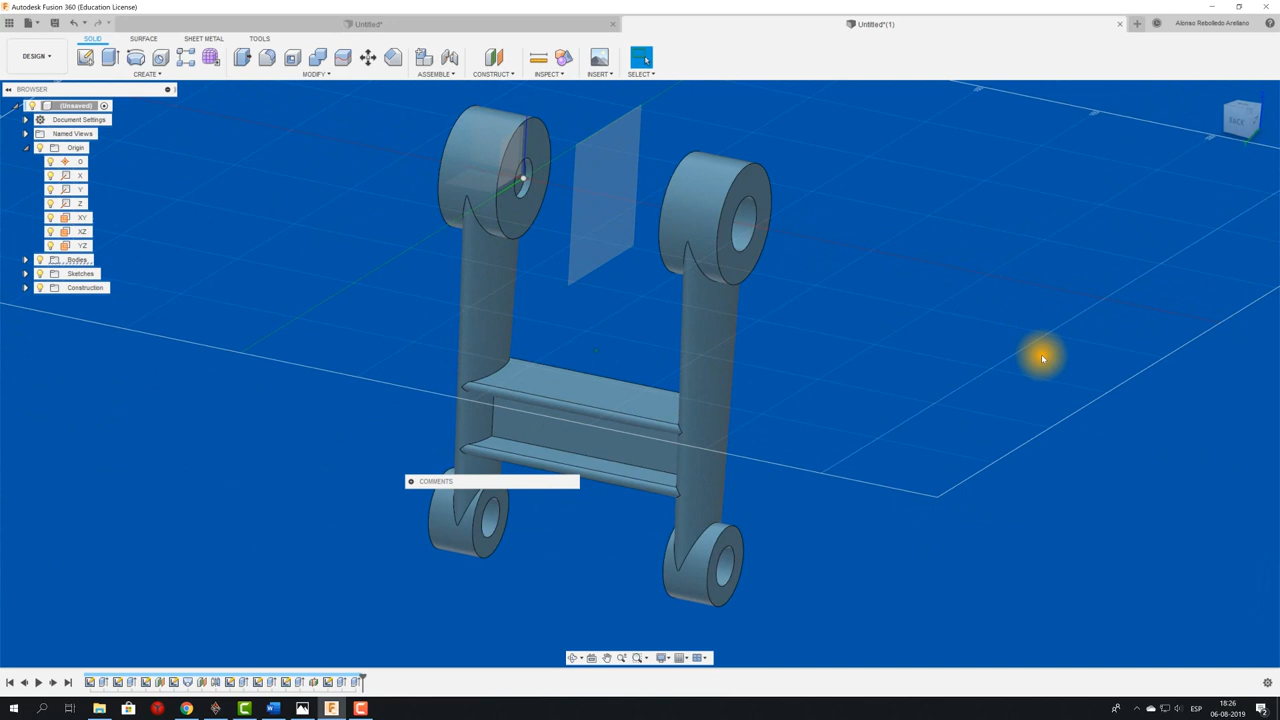 Autodesk Fusion 360 (Education License)
Untitled*
Untitled*(1)
Alonso Rebolledo Arellano
DESIGN
SOLID
SURFACE
SHEET METAL
TOOLS
CREATE
MODIFY
ASSEMBLE
CONSTRUCT
INSPECT
INSERT
SELECT
BROWSER
(Unsaved)
Document Settings
Named Views
Origin
O
X
Y
Z
XY
XZ
YZ
Bodies
Sketches
Construction
BACK
COMMENTS
ESP
18:26
06-08-2019